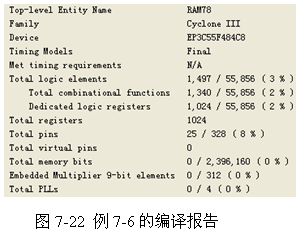 Top-level Entity Name RAM78
Family Cyclone III
Device EP3C55F484C8
Timing Models Final
Met timing requirements N/A
Total logic elements 1,497 / 55,856 ( 3 % )
Total combinational functions 1,340 / 55,856 ( 2 % )
Dedicated logic registers 1,024 / 55,856 ( 2 % )
Total registers 1024
Total pins 25 / 328 ( 8 % )
Total virtual pins 0
Total memory bits 0 / 2,396,160 ( 0 % )
Embedded Multiplier 9-bit elements 0 / 312 ( 0 % )
Total PLLs 0 / 4 ( 0 % )
图 7-22 例 7-6 的编译报告